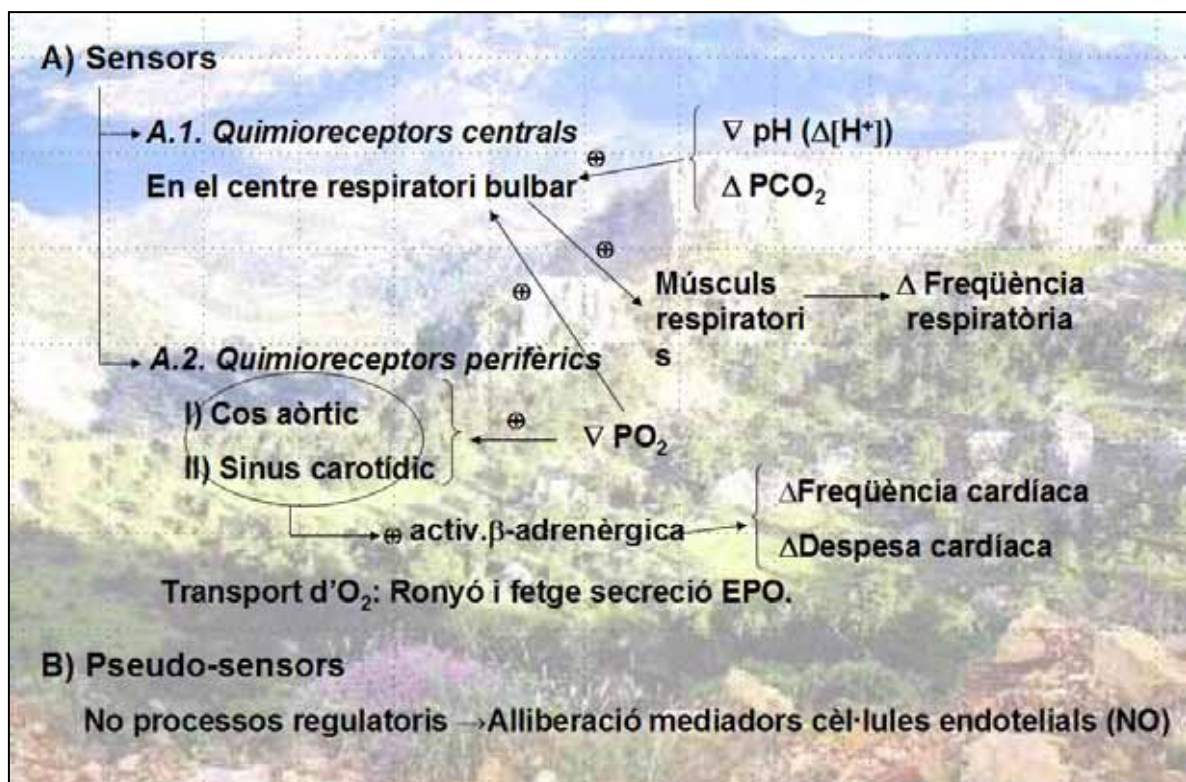 A) Sensors
A.1. Quimioreceptors centrals
∇ pH (Δ[H⁺])
En el centre respiratori bulbar
Δ PCO₂
Músculs
respiratori
s
Δ Freqüència
respiratòria
A.2. Quimioreceptors perifèrics
I) Cos aòrtic
II) Sinus carotídic
∇ PO₂
⊕ activ.β-adrenèrgica
ΔFreqüència cardíaca
ΔDespesa cardíaca
Transport d’O₂: Ronyó i fetge secreció EPO.
B) Pseudo-sensors
No processos regulatoris →Alliberació mediadors cèl·lules endotelials (NO)